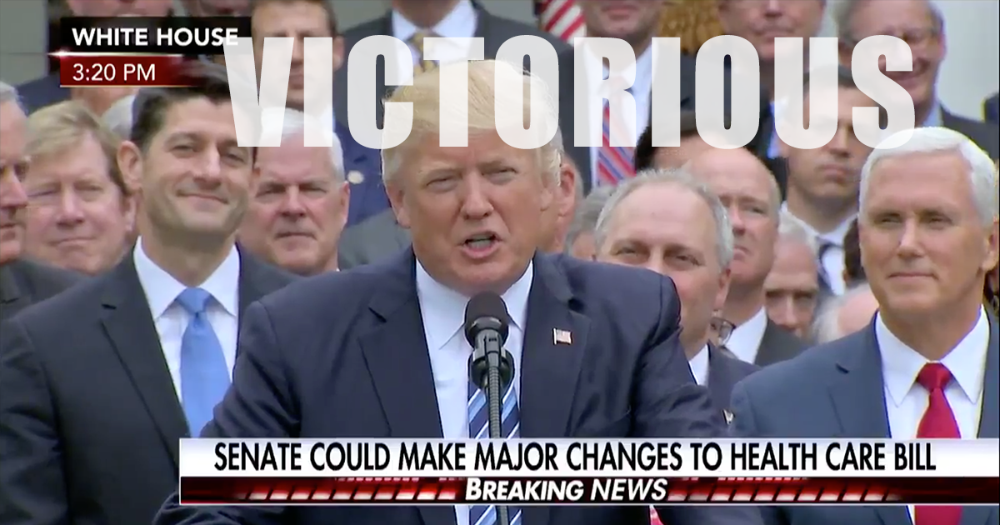 WHITE HOUSE
3:20 PM
VICTORIOUS
SENATE COULD MAKE MAJOR CHANGES TO HEALTH CARE BILL
BREAKING NEWS